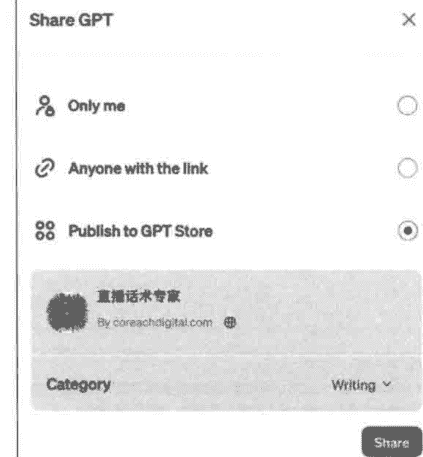 Share GPT
Only me
Anyone with the link
Publish to GPT Store
直播话术专家
By coreachdigital.com
Category Writing
Share